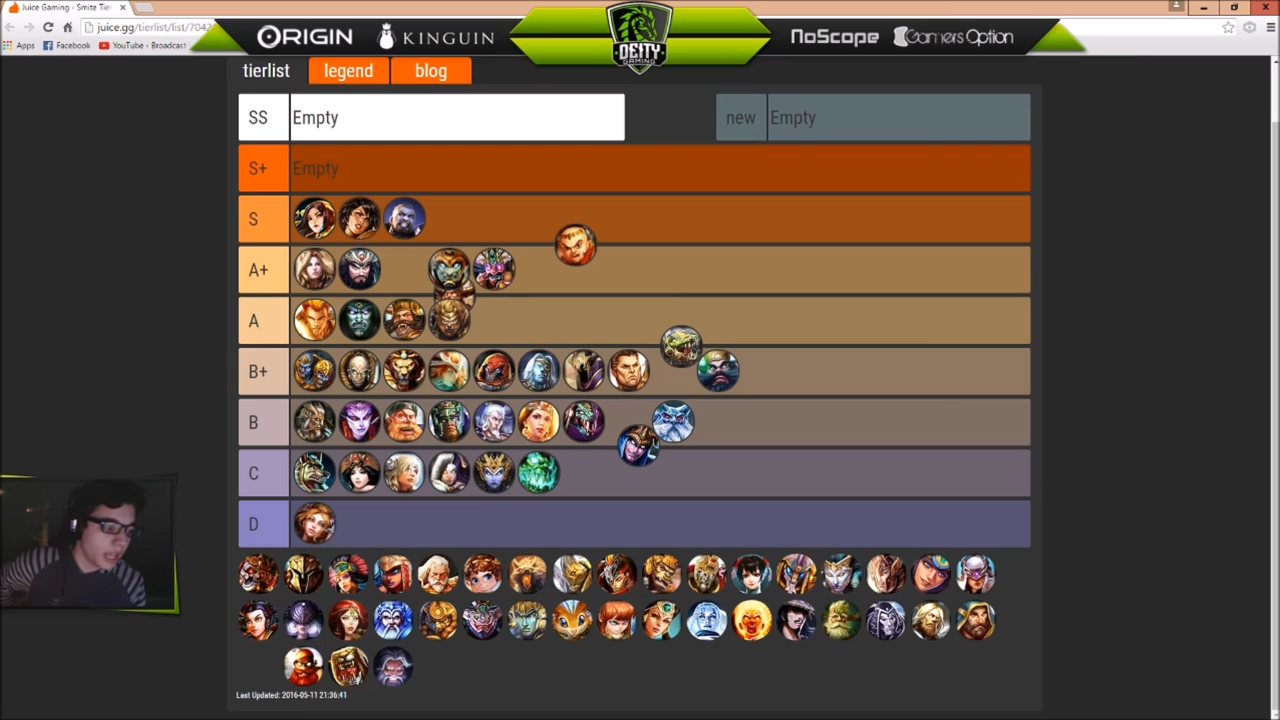 Juice Gaming - Smite Tie
juice.gg/tierlist/list/7042
Apps Facebook YouTube - Broadcast
ORIGIN KINGUIN DEITY GAMING NoScope GamersOption
tierlist legend blog
SS Empty new Empty
S+ Empty
S
A+
A
B+
B
C
D
Last Updated: 2016-05-11 21:36:41